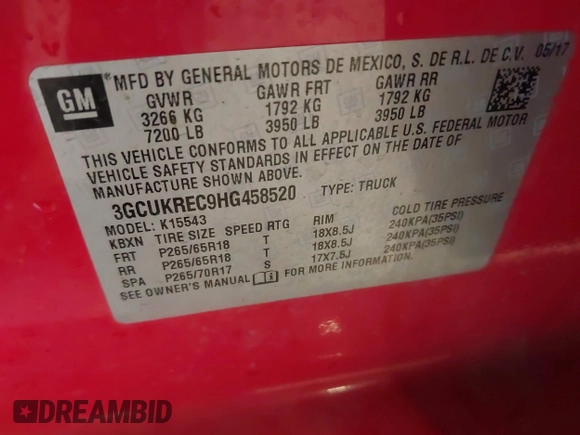 GM
*MFD BY GENERAL MOTORS DE MEXICO, S. DE R.L. DE C.V. 05/17
GVWR GAWR FRT GAWR RR
3266 KG 1792 KG 1792 KG
7200 LB 3950 LB 3950 LB
THIS VEHICLE CONFORMS TO ALL APPLICABLE U.S. FEDERAL MOTOR
VEHICLE SAFETY STANDARDS IN EFFECT ON THE DATE OF
MANUFACTURE SHOWN ABOVE.
3GCUKREC9HG458520 TYPE: TRUCK
MODEL: K15543
KBXN TIRE SIZE SPEED RTG RIM COLD TIRE PRESSURE
FRT P265/65R18 T 18X8.5J 240KPA(35PSI)
RR P265/65R18 T 18X8.5J 240KPA(35PSI)
SPA P265/70R17 S 17X7.5J 240KPA(35PSI)
SEE OWNER'S MANUAL i FOR MORE INFORMATION.
DREAMBID